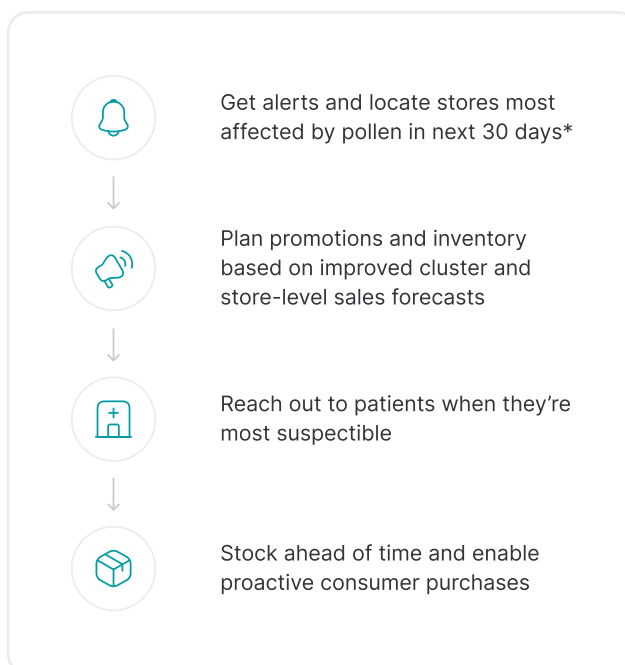 Get alerts and locate stores most
affected by pollen in next 30 days*
Plan promotions and inventory
based on improved cluster and
store-level sales forecasts
Reach out to patients when they’re
most suspectible
Stock ahead of time and enable
proactive consumer purchases